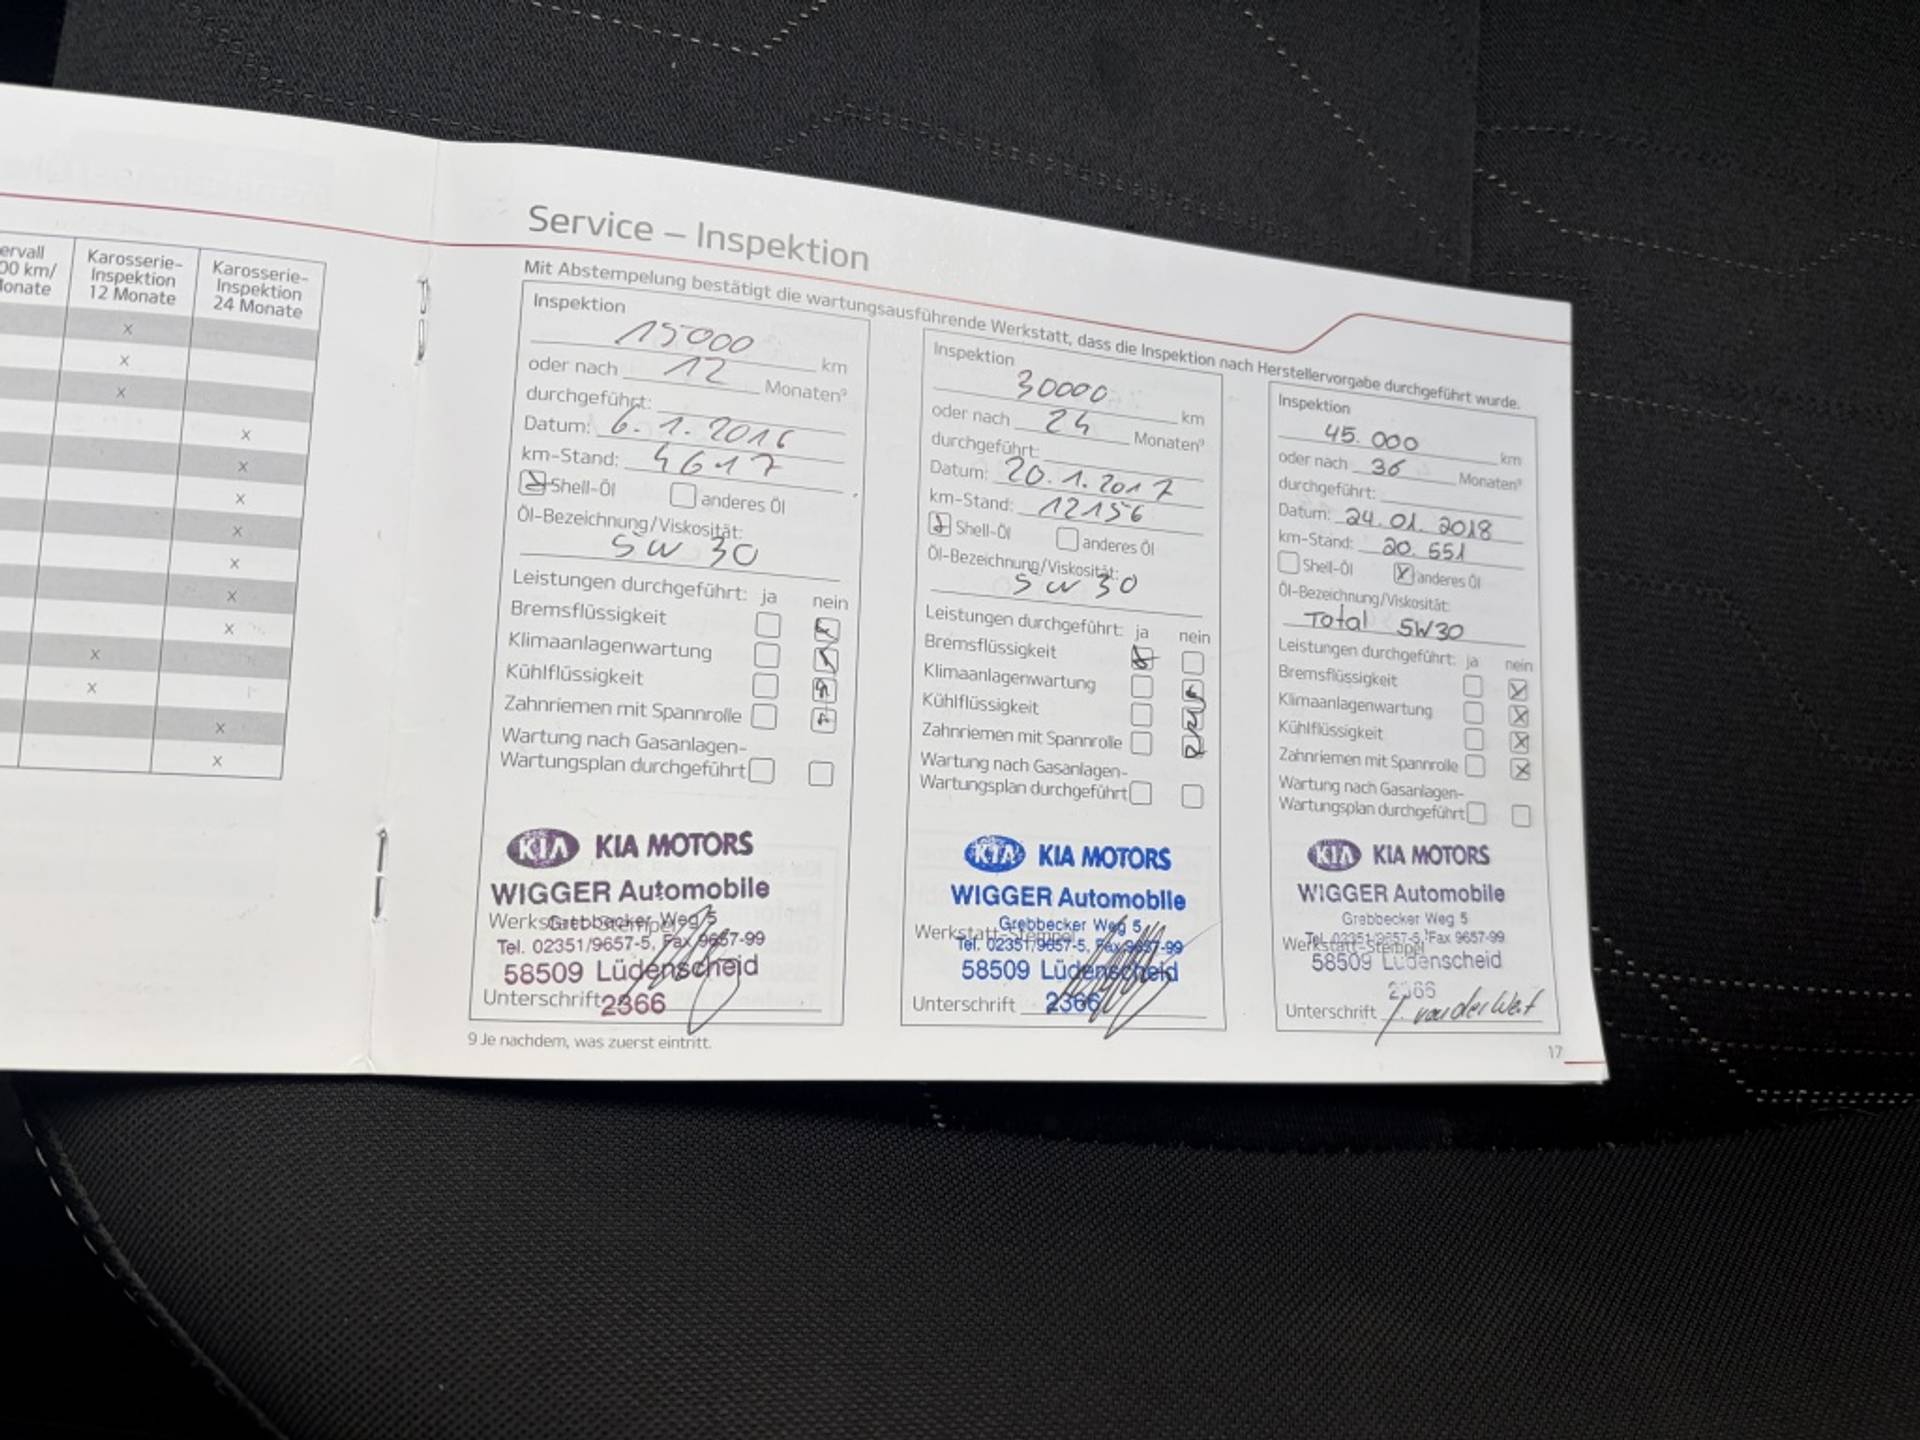 ervall
00 km/
Monate
Karosserie-
Inspektion
12 Monate
Karosserie-
Inspektion
24 Monate
x
x
x
x
x
x
x
x
x
x
x
x
x
x
Service – Inspektion
Mit Abstempelung bestätigt die wartungsausführende Werkstatt, dass die Inspektion nach Herstellervorgabe durchgeführt wurde.
Inspektion
15000 km
oder nach 12 Monaten⁹
durchgeführt:
Datum: 6.1.2016
km-Stand: 4617
Shell-Öl anderes Öl
Öl-Bezeichnung/Viskosität:
5W30
Leistungen durchgeführt: ja nein
Bremsflüssigkeit
Klimaanlagenwartung
Kühlflüssigkeit
Zahnriemen mit Spannrolle
Wartung nach Gasanlagen-
Wartungsplan durchgeführt
KIA KIA MOTORS
WIGGER Automobile
Werkstatt-Stempel
Grebbecker Weg 5
Tel. 02351/9657-5, Fax 9657-99
58509 Lüdenscheid
Unterschrift 2366
9 Je nachdem, was zuerst eintritt.
Inspektion
30000 km
oder nach 24 Monaten⁹
durchgeführt:
Datum: 20.1.2017
km-Stand: 12156
Shell-Öl anderes Öl
Öl-Bezeichnung/Viskosität:
5W30
Leistungen durchgeführt: ja nein
Bremsflüssigkeit
Klimaanlagenwartung
Kühlflüssigkeit
Zahnriemen mit Spannrolle
Wartung nach Gasanlagen-
Wartungsplan durchgeführt
KIA KIA MOTORS
WIGGER Automobile
Grebbecker Weg 5
Werkstatt-Stempel
Tel. 02351/9657-5, Fax 9657-99
58509 Lüdenscheid
Unterschrift 2366
Inspektion
45.000 km
oder nach 36 Monaten⁹
durchgeführt:
Datum: 24.01.2018
km-Stand: 20.551
Shell-Öl X anderes Öl
Öl-Bezeichnung/Viskosität:
Total 5W30
Leistungen durchgeführt: ja nein
Bremsflüssigkeit X
Klimaanlagenwartung X
Kühlflüssigkeit X
Zahnriemen mit Spannrolle X
Wartung nach Gasanlagen-
Wartungsplan durchgeführt
KIA KIA MOTORS
WIGGER Automobile
Grebbecker Weg 5
Tel. 02351/9657-5, Fax 9657-99
Werkstatt-Stempel
58509 Lüdenscheid
2366
Unterschrift
17